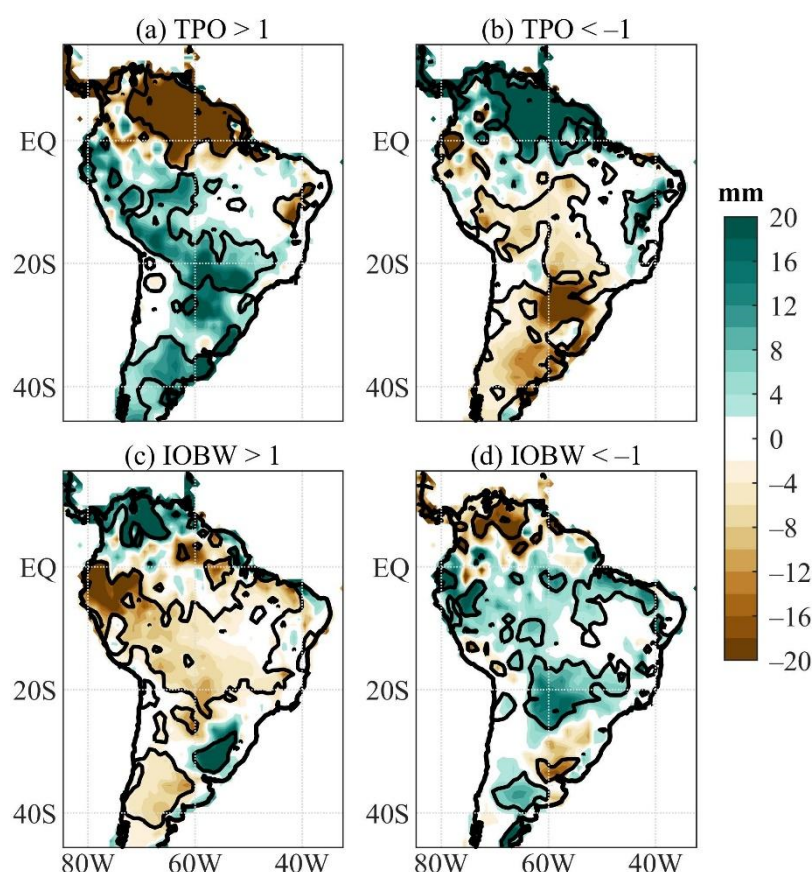 (a) TPO > 1
(b) TPO < –1
EQ
20S
40S
EQ
20S
40S
(c) IOBW > 1
(d) IOBW < –1
EQ
20S
40S
EQ
20S
40S
80W 60W 40W
80W 60W 40W
mm
20
16
12
8
4
0
–4
–8
–12
–16
–20